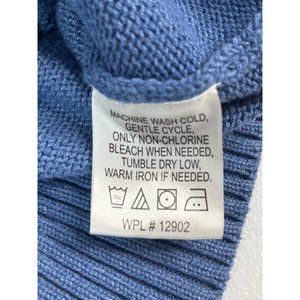 MACHINE WASH COLD,
GENTLE CYCLE,
ONLY NON-CHLORINE
BLEACH WHEN NEEDED,
TUMBLE DRY LOW,
WARM IRON IF NEEDED.
WPL # 12902